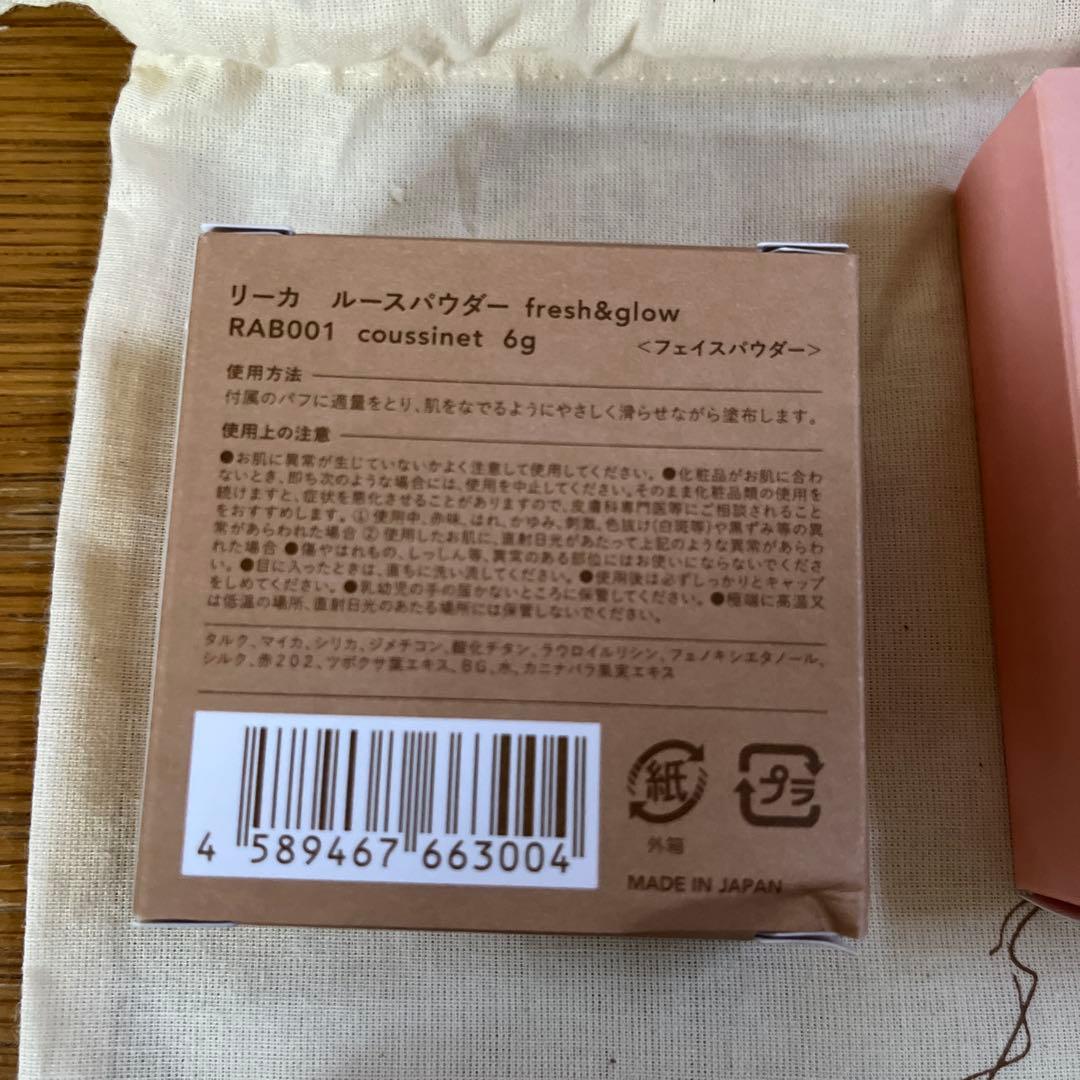 リーカ　ルースパウダー fresh&glow
RAB001 coussinet 6g
＜フェイスパウダー＞
使用方法
付属のパフに適量をとり、肌をなでるようにやさしく滑らせながら塗布します。
使用上の注意
●お肌に異常が生じていないかよく注意して使用してください。●化粧品がお肌に合わ
ないとき、即ち次のような場合には、使用を中止してください。そのまま化粧品類の使用を
続けますと、症状を悪化させることがありますので、皮膚科専門医等にご相談されること
をおすすめします。①使用中、赤味、はれ、かゆみ、刺激、色抜け(白斑等)や黒ずみ等の異
常があらわれた場合 ②使用したお肌に、直射日光があたって上記のような異常があらわ
れた場合 ●傷やはれもの、しっしん等、異常のある部位にはお使いにならないでくださ
い。●目に入ったときは、直ちに洗い流してください。●使用後は必ずしっかりとキャップ
をしめてください。●乳幼児の手の届かないところに保管してください。●極端に高温又
は低温の場所、直射日光のあたる場所には保管しないでください。
タルク、マイカ、シリカ、ジメチコン、酸化チタン、ラウロイルリシン、フェノキシエタノール、
シルク、赤202、ツボクサ葉エキス、BG、水、カニナバラ果実エキス
4 589467 663004
紙
外箱
プラ
MADE IN JAPAN